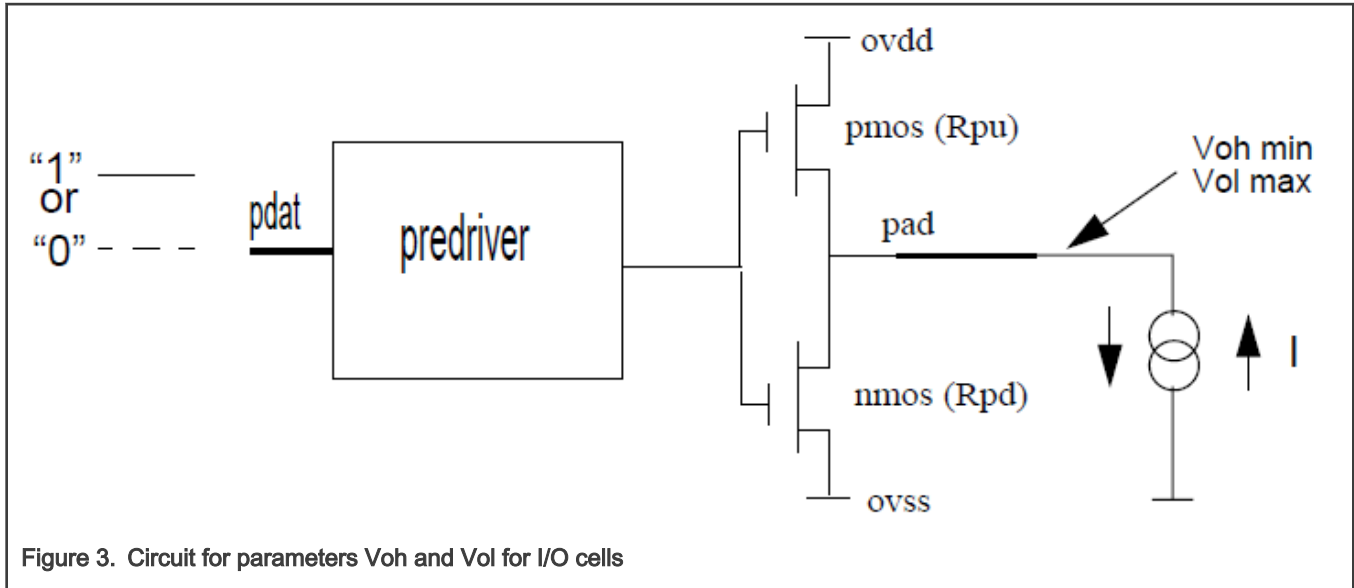 ovdd
pmos (Rpu)
Voh min
Vol max
“1”
or
“0”
pdat
predriver
pad
I
nmos (Rpd)
ovss
Figure 3. Circuit for parameters Voh and Vol for I/O cells